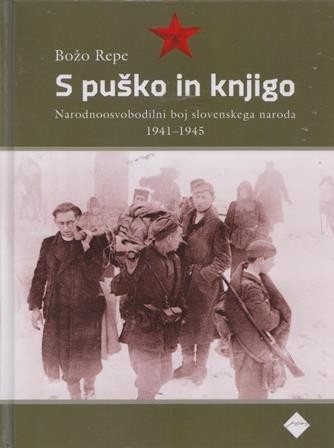 Božo Repe
S puško in knjigo
Narodnoosvobodilni boj slovenskega naroda
1941–1945